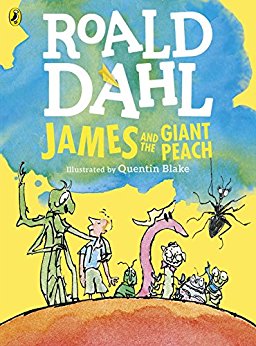 ROALD
DAHL
JAMES AND THE GIANT PEACH
Illustrated by Quentin Blake